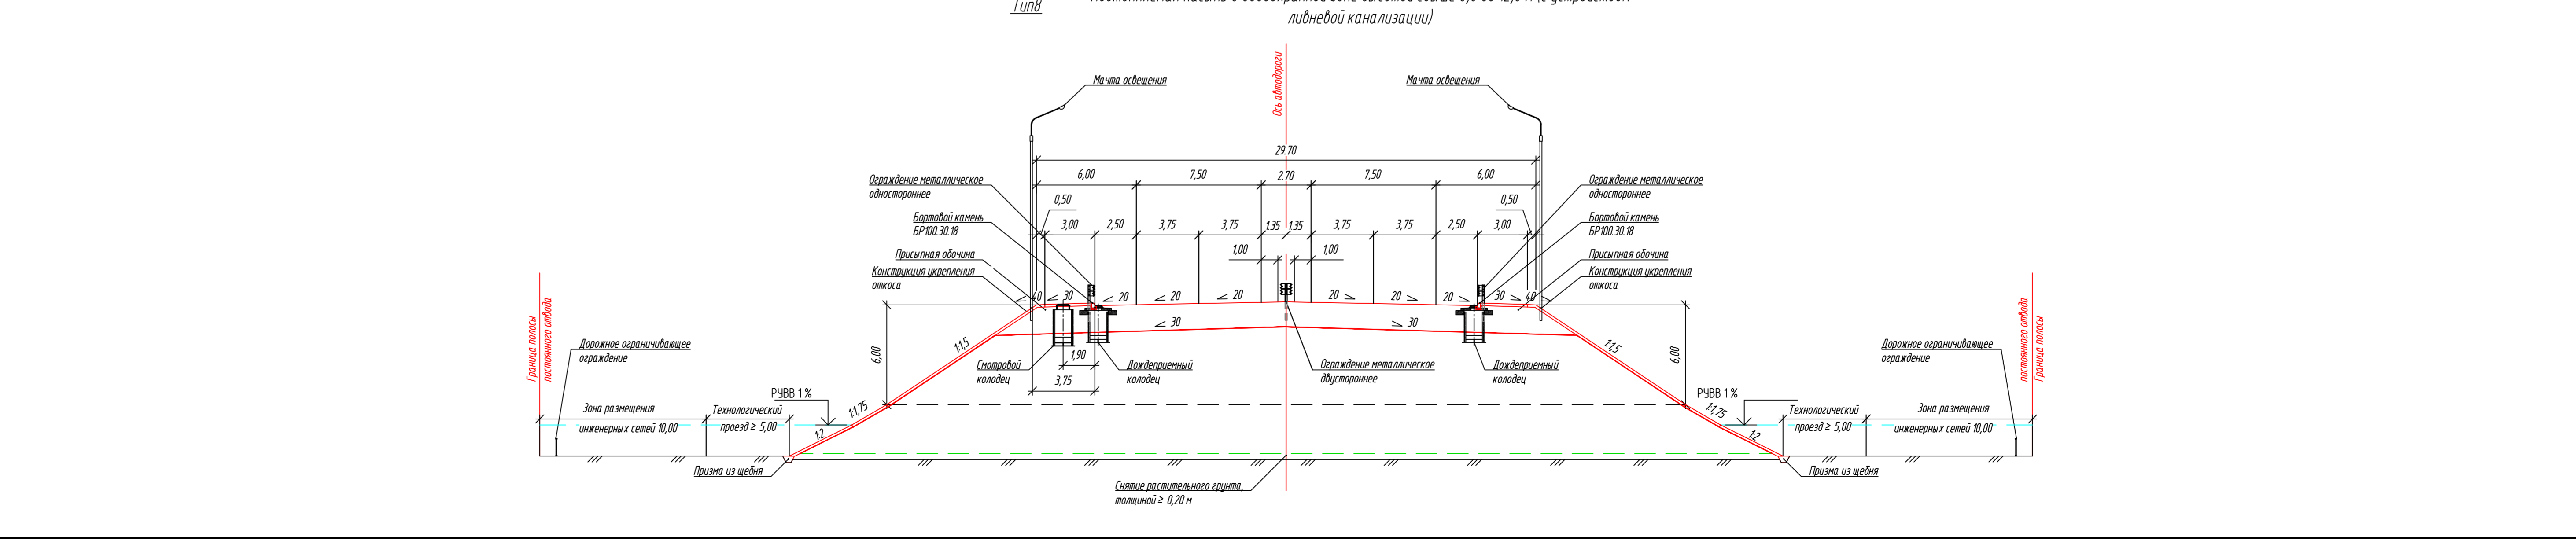 Тип8
ливневой канализации)
Ось автодороги
Мачта освещения
Мачта освещения
29.70
6,00
7,50
2.70
7,50
6,00
0,50
0,50
3,00
2,50
3,75
3,75
1.35
1.35
3,75
3,75
2,50
3,00
1,00
1,00
Ограждение металлическое
одностороннее
Бортовой камень
БР100.30.18
Присыпная обочина
Конструкция укрепления
откоса
Ограждение металлическое
одностороннее
Бортовой камень
БР100.30.18
Присыпная обочина
Конструкция укрепления
откоса
40
30
20
20
20
20
20
20
30
40
30
30
6,00
1:1,5
1:1,5
6,00
Граница полосы
постоянного отвода
Дорожное ограничивающее
ограждение
Смотровой
колодец
1,90
3,75
Дождеприемный
колодец
Ограждение металлическое
двустороннее
Дождеприемный
колодец
Дорожное ограничивающее
ограждение
постоянного отвода
Граница полосы
РУВВ 1 %
РУВВ 1 %
Зона размещения
инженерных сетей 10,00
Технологический
проезд ≥ 5,00
1:1,75
1:2
1:1,75
1:2
Технологический
проезд ≥ 5,00
Зона размещения
инженерных сетей 10,00
Призма из щебня
Призма из щебня
Снятие растительного грунта,
толщиной ≥ 0,20 м